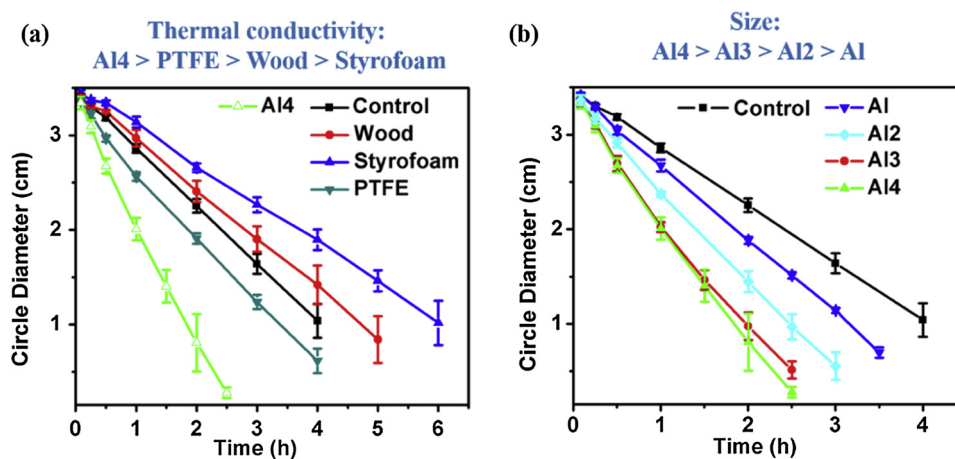 (a)
Thermal conductivity:
Al4 > PTFE > Wood > Styrofoam
Al4
Control
Wood
Styrofoam
PTFE
Circle Diameter (cm)
3
2
1
0 1 2 3 4 5 6
Time (h)
(b)
Size:
Al4 > Al3 > Al2 > Al
Control
Al
Al2
Al3
Al4
Circle Diameter (cm)
3
2
1
0 1 2 3 4
Time (h)